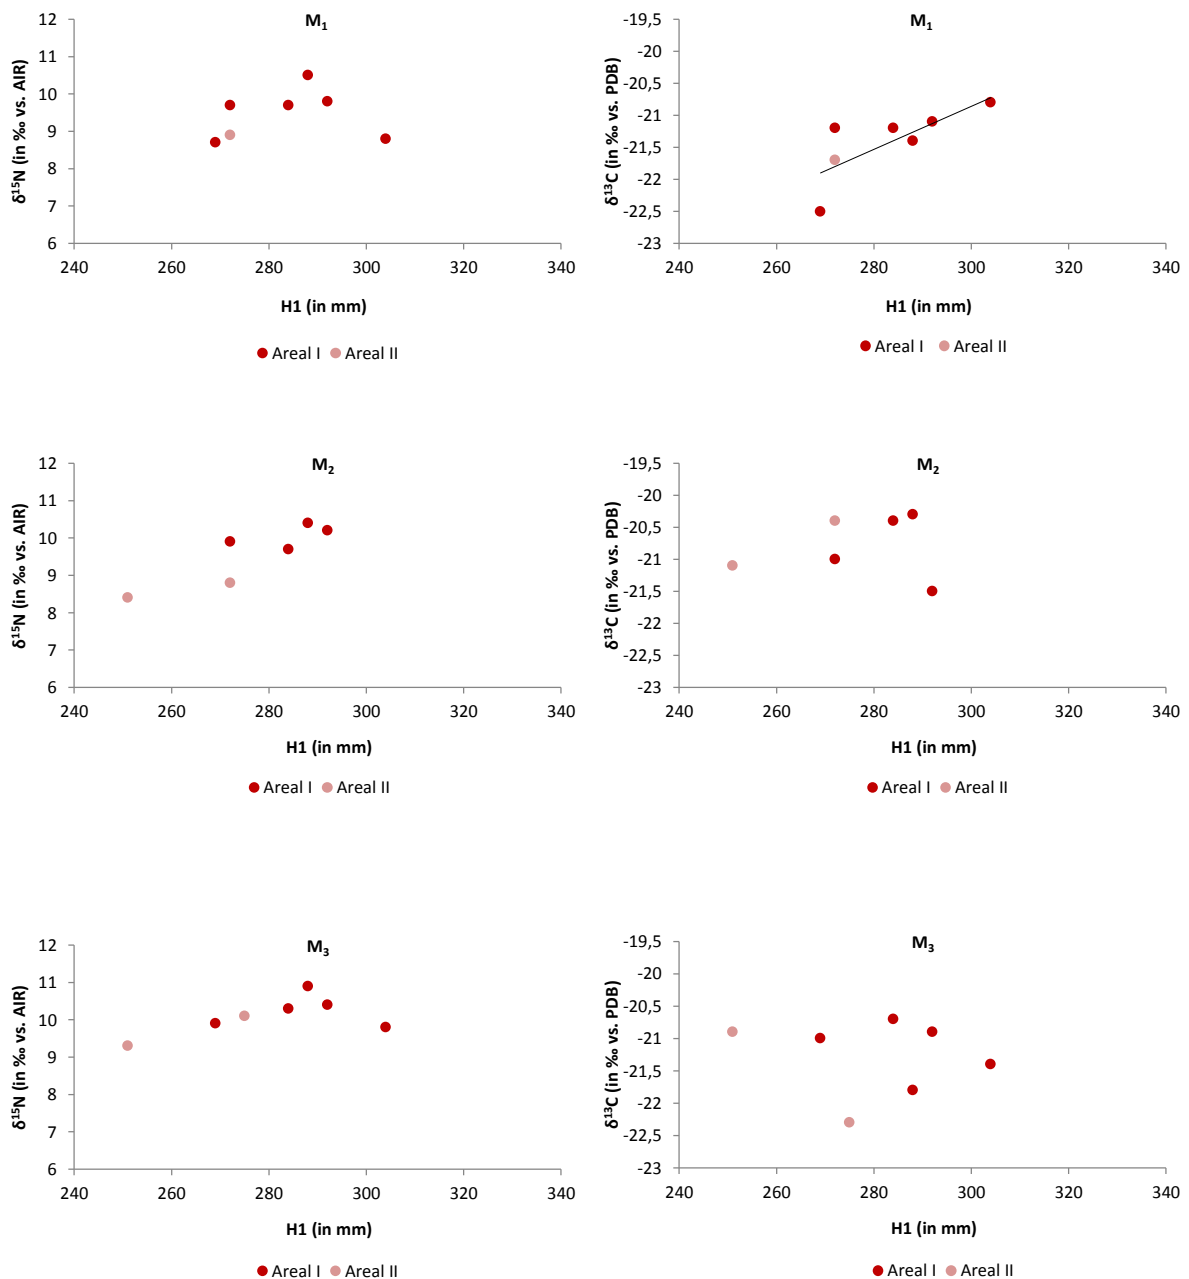 M₁
12
11
10
9
8
7
6
δ¹⁵N (in ‰ vs. AIR)
240 260 280 300 320 340
H1 (in mm)
Areal I Areal II
M₁
-19,5
-20
-20,5
-21
-21,5
-22
-22,5
-23
δ¹³C (in ‰ vs. PDB)
240 260 280 300 320 340
H1 (in mm)
Areal I Areal II
M₂
12
11
10
9
8
7
6
δ¹⁵N (in ‰ vs. AIR)
240 260 280 300 320 340
H1 (in mm)
Areal I Areal II
M₂
-19,5
-20
-20,5
-21
-21,5
-22
-22,5
-23
δ¹³C (in ‰ vs. PDB)
240 260 280 300 320 340
H1 (in mm)
Areal I Areal II
M₃
12
11
10
9
8
7
6
δ¹⁵N (in ‰ vs. AIR)
240 260 280 300 320 340
H1 (in mm)
Areal I Areal II
M₃
-19,5
-20
-20,5
-21
-21,5
-22
-22,5
-23
δ¹³C (in ‰ vs. PDB)
240 260 280 300 320 340
H1 (in mm)
Areal I Areal II